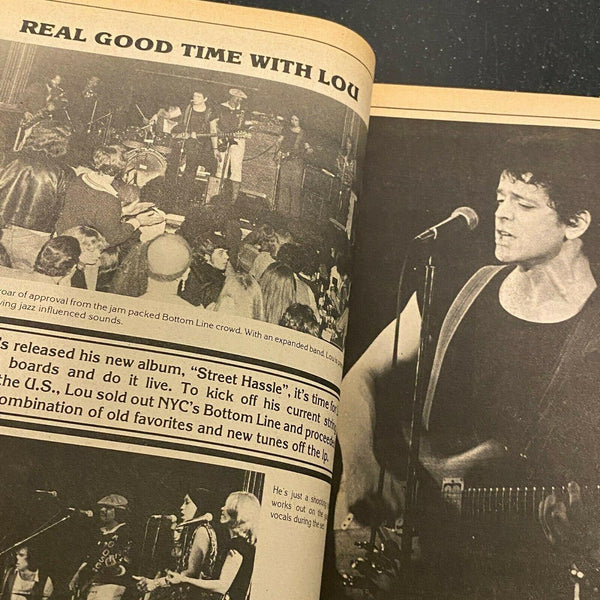 REAL GOOD TIME WITH LOU
roar of approval from the jam packed Bottom Line crowd. With an expanded band, Lou
ving jazz influenced sounds.
's released his new album, "Street Hassle", it's time for
boards and do it live. To kick off his current
the U.S., Lou sold out NYC's Bottom Line and
ombination of old favorites and new tunes off the lp.
He's just a
works out on the
vocals during the